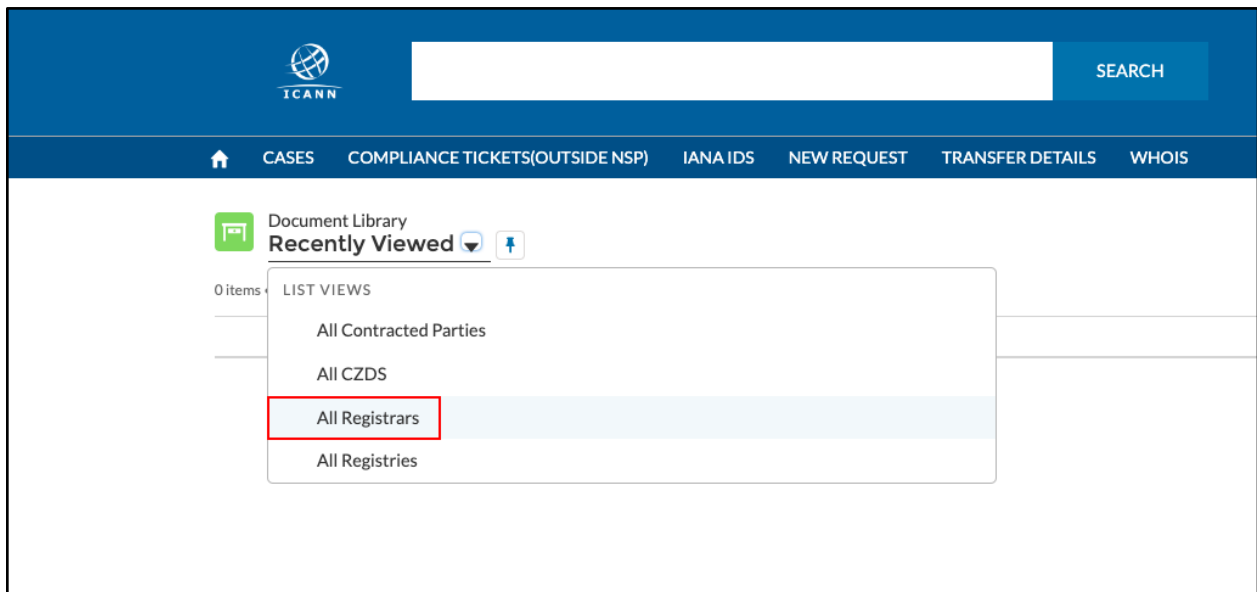 ICANN
SEARCH
CASES COMPLIANCE TICKETS(OUTSIDE NSP) IANA IDS NEW REQUEST TRANSFER DETAILS WHOIS
Document Library
Recently Viewed
0 items
LIST VIEWS
All Contracted Parties
All CZDS
All Registrars
All Registries